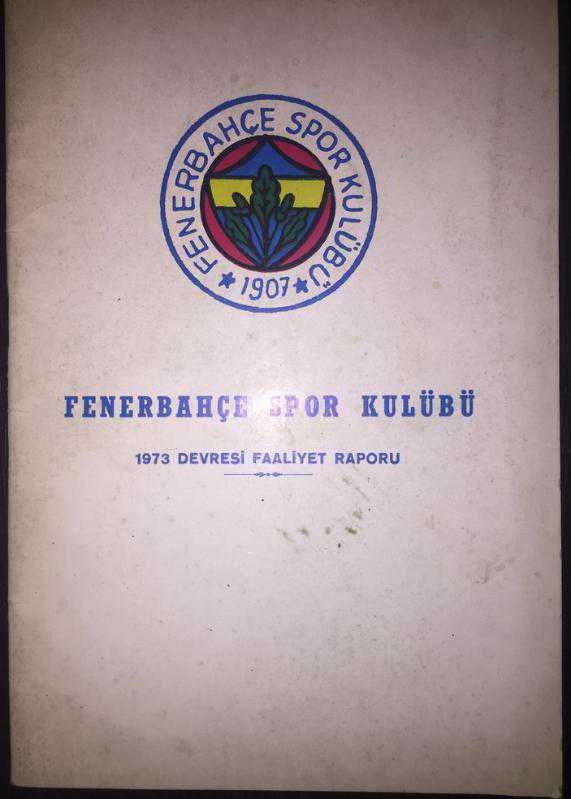 FENERBAHÇE SPOR KULÜBÜ
★ 1907 ★
FENERBAHÇE SPOR KULÜBÜ
1973 DEVRESİ FAALİYET RAPORU